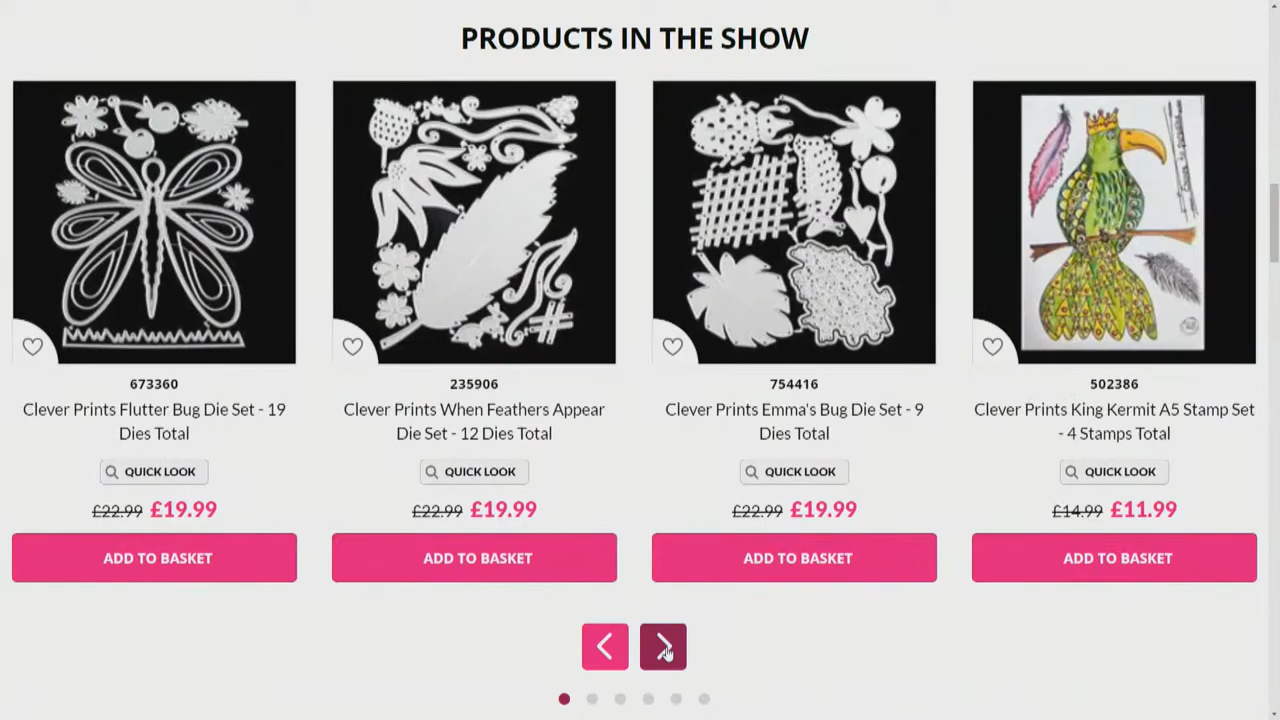 PRODUCTS IN THE SHOW
673360
Clever Prints Flutter Bug Die Set - 19
Dies Total
QUICK LOOK
£22.99 £19.99
ADD TO BASKET
235906
Clever Prints When Feathers Appear
Die Set - 12 Dies Total
QUICK LOOK
£22.99 £19.99
ADD TO BASKET
754416
Clever Prints Emma's Bug Die Set - 9
Dies Total
QUICK LOOK
£22.99 £19.99
ADD TO BASKET
502386
Clever Prints King Kermit A5 Stamp Set
- 4 Stamps Total
QUICK LOOK
£14.99 £11.99
ADD TO BASKET